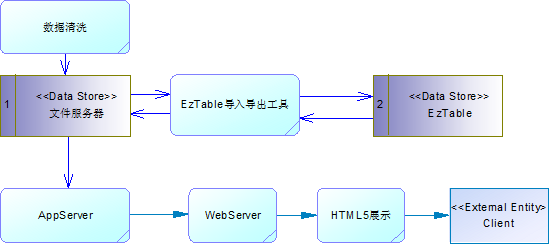 数据清洗
1
<<Data Store>>
文件服务器
EzTable导入导出工具
2
<<Data Store>>
EzTable
AppServer
WebServer
HTML5展示
<<External Entity>>
Client